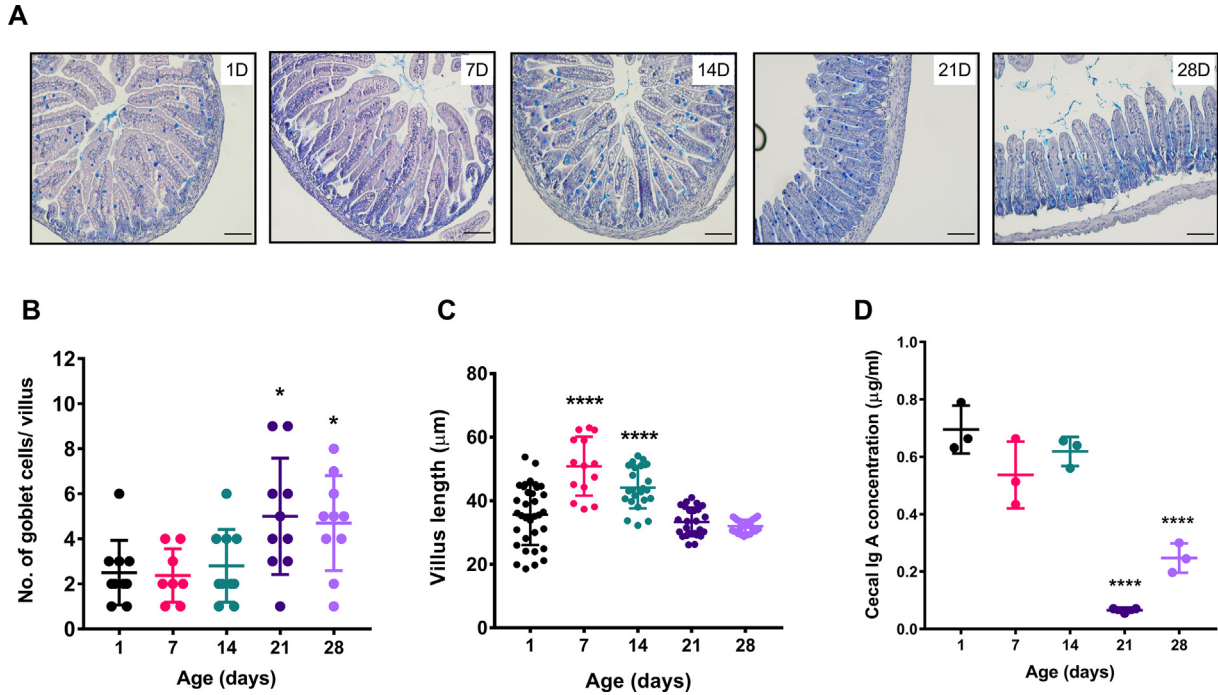 A
1D
7D
14D
21D
28D
B
No. of goblet cells/ villus
12
10
8
6
4
2
0
*
*
1 7 14 21 28
Age (days)
C
Villus length (μm)
80
60
40
20
0
****
****
1 7 14 21 28
Age (days)
D
Cecal Ig A concentration (μg/ml)
1.0
0.8
0.6
0.4
0.2
0.0
****
****
1 7 14 21 28
Age (days)